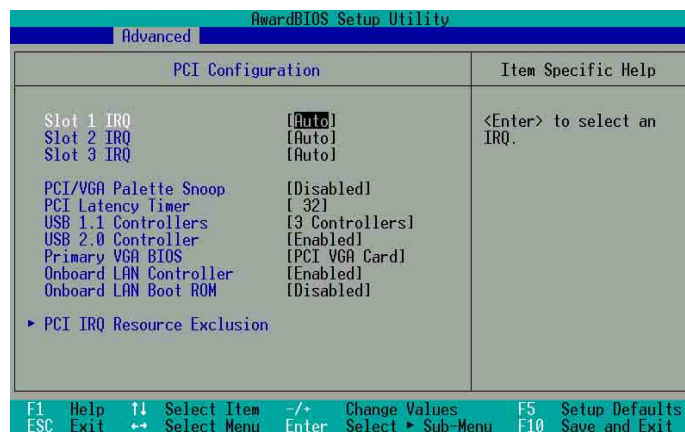 AwardBIOS Setup Utility
Advanced
PCI Configuration
Item Specific Help
Slot 1 IRQ [Auto]
Slot 2 IRQ [Auto]
Slot 3 IRQ [Auto]
<Enter> to select an
IRQ.
PCI/VGA Palette Snoop [Disabled]
PCI Latency Timer [ 32]
USB 1.1 Controllers [3 Controllers]
USB 2.0 Controller [Enabled]
Primary VGA BIOS [PCI VGA Card]
Onboard LAN Controller [Enabled]
Onboard LAN Boot ROM [Disabled]
▸ PCI IRQ Resource Exclusion
F1 Help ↑↓ Select Item -/+ Change Values F5 Setup Defaults
ESC Exit ←→ Select Menu Enter Select ▸ Sub-Menu F10 Save and Exit